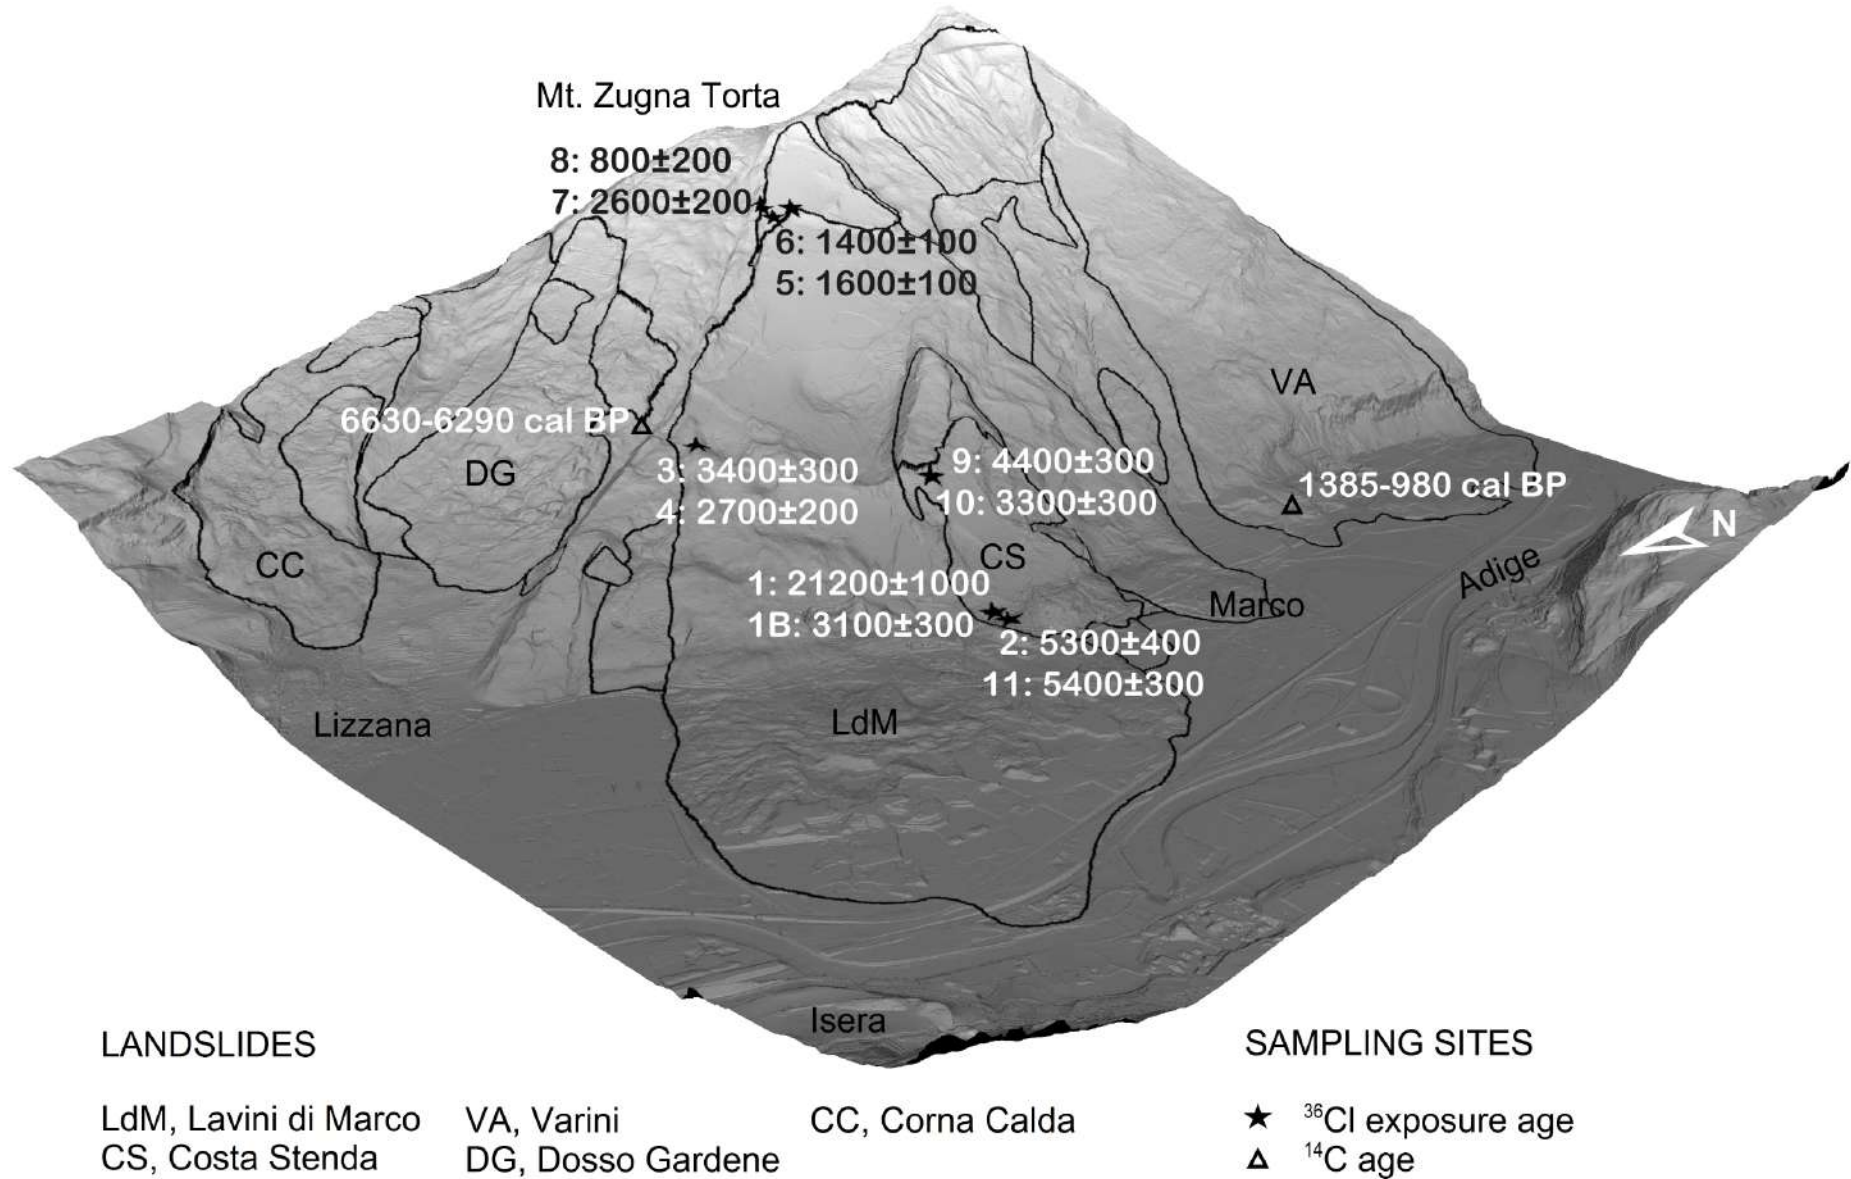 Mt. Zugna Torta
8: 800±200
7: 2600±200
6: 1400±100
5: 1600±100
VA
6630-6290 cal BP
DG
3: 3400±300
4: 2700±200
9: 4400±300
10: 3300±300
1385-980 cal BP
N
CC
CS
Adige
1: 21200±1000
1B: 3100±300
Marco
2: 5300±400
11: 5400±300
Lizzana
LdM
Isera
LANDSLIDES
LdM, Lavini di Marco
CS, Costa Stenda
VA, Varini
DG, Dosso Gardene
CC, Corna Calda
SAMPLING SITES
³⁶Cl exposure age
¹⁴C age